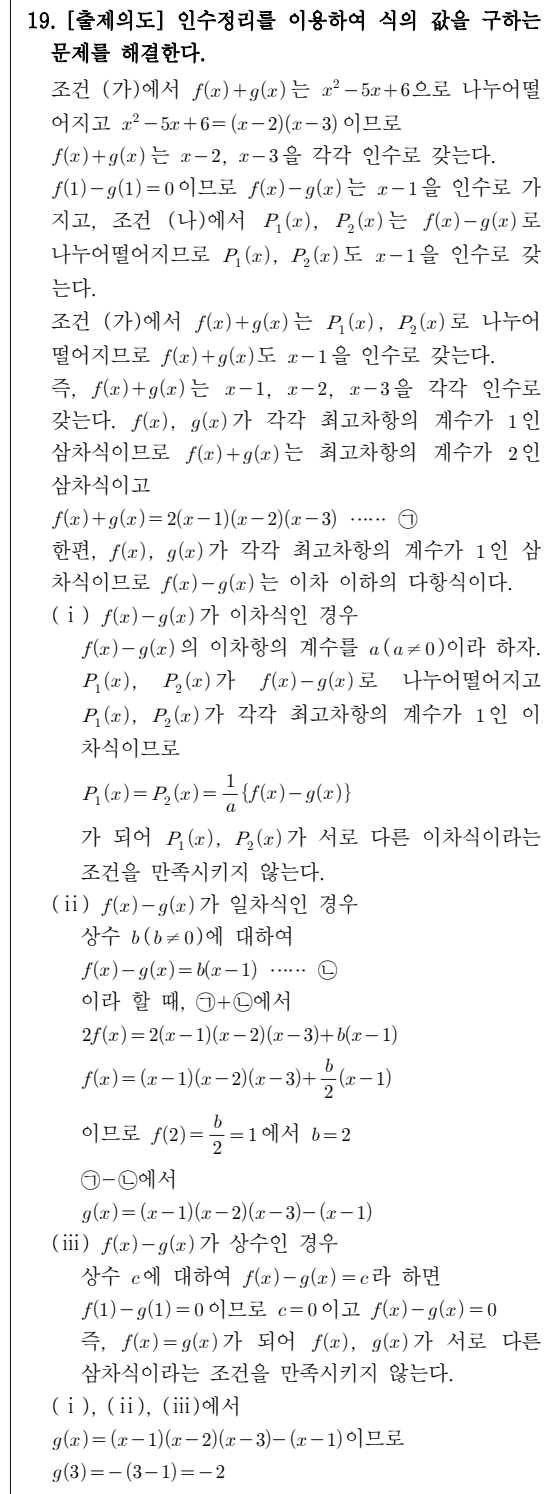 19. [출제의도] 인수정리를 이용하여 식의 값을 구하는
문제를 해결한다.
조건 (가)에서 f(x)+g(x)는 x²-5x+6으로 나누어떨
어지고 x²-5x+6=(x-2)(x-3)이므로
f(x)+g(x)는 x-2, x-3을 각각 인수로 갖는다.
f(1)-g(1)=0이므로 f(x)-g(x)는 x-1을 인수로 가
지고, 조건 (나)에서 P₁(x), P₂(x)는 f(x)-g(x)로
나누어떨어지므로 P₁(x), P₂(x)도 x-1을 인수로 갖
는다.
조건 (가)에서 f(x)+g(x)는 P₁(x), P₂(x)로 나누어
떨어지므로 f(x)+g(x)도 x-1을 인수로 갖는다.
즉, f(x)+g(x)는 x-1, x-2, x-3을 각각 인수로
갖는다. f(x), g(x)가 각각 최고차항의 계수가 1인
삼차식이므로 f(x)+g(x)는 최고차항의 계수가 2인
삼차식이고
f(x)+g(x)=2(x-1)(x-2)(x-3) ⋯⋯ ㉠
한편, f(x), g(x)가 각각 최고차항의 계수가 1인 삼
차식이므로 f(x)-g(x)는 이차 이하의 다항식이다.
(ⅰ) f(x)-g(x)가 이차식인 경우
f(x)-g(x)의 이차항의 계수를 a(a≠0)이라 하자.
P₁(x), P₂(x)가 f(x)-g(x)로 나누어떨어지고
P₁(x), P₂(x)가 각각 최고차항의 계수가 1인 이
차식이므로
P₁(x)=P₂(x)=1/a{f(x)-g(x)}
가 되어 P₁(x), P₂(x)가 서로 다른 이차식이라는
조건을 만족시키지 않는다.
(ⅱ) f(x)-g(x)가 일차식인 경우
상수 b(b≠0)에 대하여
f(x)-g(x)=b(x-1) ⋯⋯ ㉡
이라 할 때, ㉠+㉡에서
2f(x)=2(x-1)(x-2)(x-3)+b(x-1)
f(x)=(x-1)(x-2)(x-3)+b/2(x-1)
이므로 f(2)=b/2=1에서 b=2
㉠-㉡에서
g(x)=(x-1)(x-2)(x-3)-(x-1)
(ⅲ) f(x)-g(x)가 상수인 경우
상수 c에 대하여 f(x)-g(x)=c라 하면
f(1)-g(1)=0이므로 c=0이고 f(x)-g(x)=0
즉, f(x)=g(x)가 되어 f(x), g(x)가 서로 다른
삼차식이라는 조건을 만족시키지 않는다.
(ⅰ), (ⅱ), (ⅲ)에서
g(x)=(x-1)(x-2)(x-3)-(x-1)이므로
g(3)=-(3-1)=-2